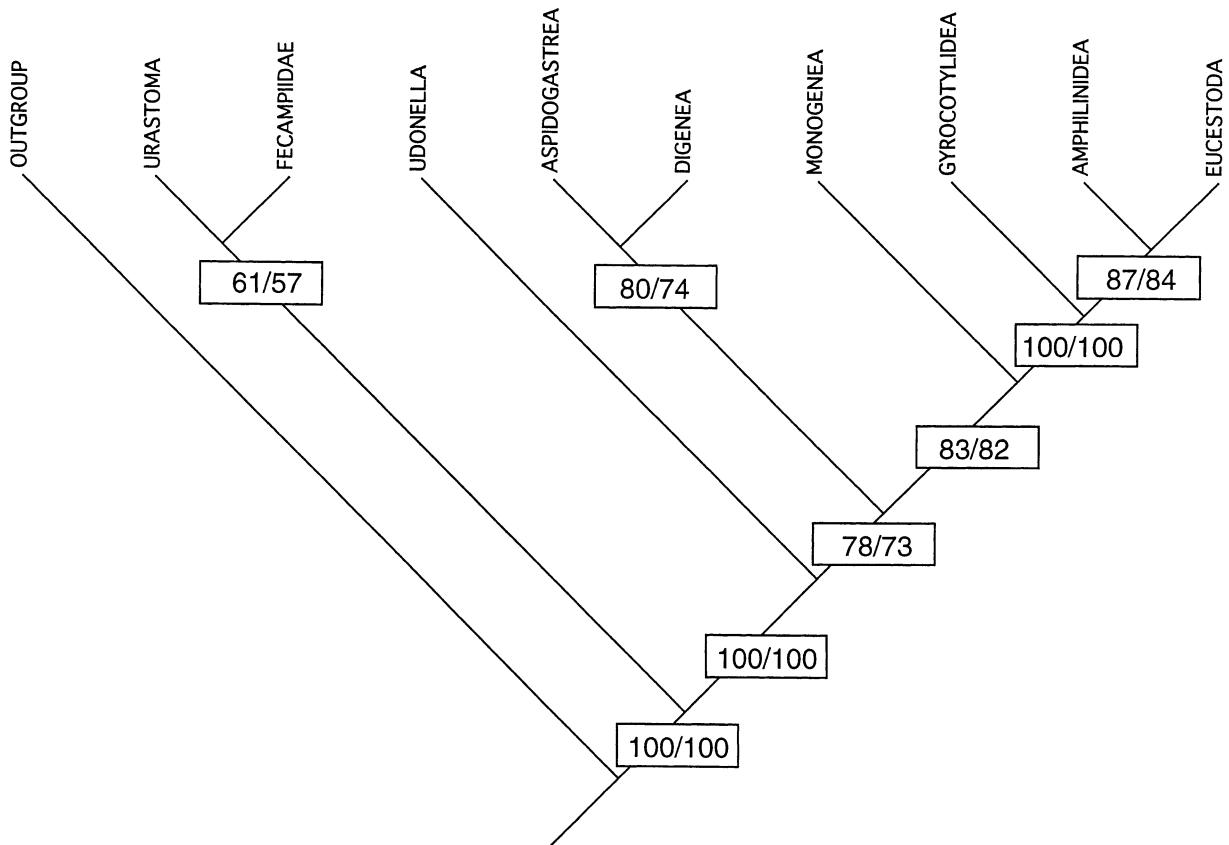 OUTGROUP
URASTOMA
FECAMPIIDAE
UDONELLA
ASPIDOGASTREA
DIGENEA
MONOGENEA
GYROCOTYLIDEA
AMPHILINIDEA
EUCESTODA
61/57
80/74
87/84
100/100
83/82
78/73
100/100
100/100